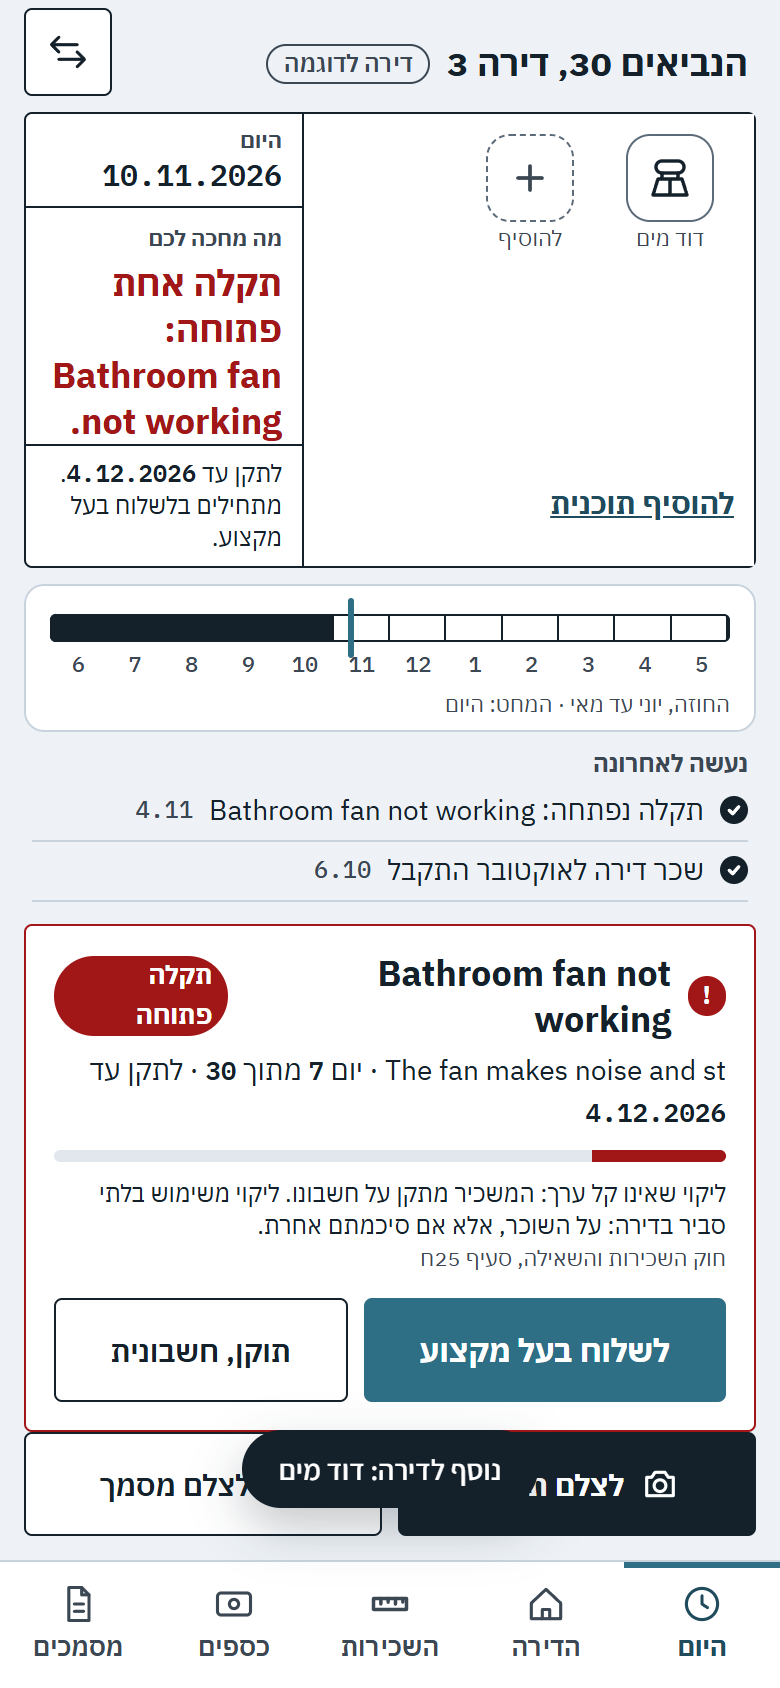 הנביאים 30, דירה 3
דירה לדוגמה
דוד מים
להוסיף
להוסיף תוכנית
היום
10.11.2026
מה מחכה לכם
תקלה אחת
פתוחה:
Bathroom fan
not working.
לתקן עד 4.12.2026.
מתחילים בלשלוח בעל
מקצוע.
6 7 8 9 10 11 12 1 2 3 4 5
החוזה, יוני עד מאי · המחט: היום
נעשה לאחרונה
תקלה נפתחה: Bathroom fan not working 4.11
שכר דירה לאוקטובר התקבל 6.10
Bathroom fan not
working
תקלה
פתוחה
The fan makes noise and st · יום 7 מתוך 30 · לתקן עד
4.12.2026
ליקוי שאינו קל ערך: המשכיר מתקן על חשבונו. ליקוי משימוש בלתי
סביר בדירה: על השוכר, אלא אם סיכמתם אחרת.
חוק השכירות והשאילה, סעיף 25ח
לשלוח בעל מקצוע
תוקן, חשבונית
לצלם
לצלם מסמך
נוסף לדירה: דוד מים
היום
הדירה
השכירות
כספים
מסמכים